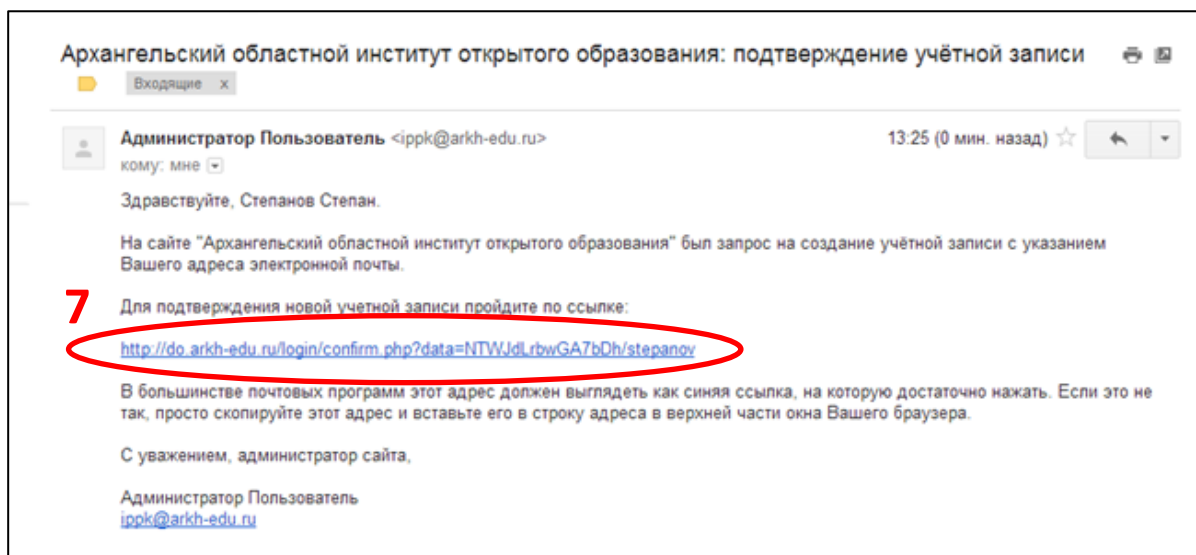 Архангельский областной институт открытого образования: подтверждение учётной записи
Входящие x
Администратор Пользователь <ippk@arkh-edu.ru>
13:25 (0 мин. назад)
кому: мне
Здравствуйте, Степанов Степан.
На сайте "Архангельский областной институт открытого образования" был запрос на создание учётной записи с указанием
Вашего адреса электронной почты.
7
Для подтверждения новой учетной записи пройдите по ссылке:
http://do.arkh-edu.ru/login/confirm.php?data=NTWJdLrbwGA7bDh/stepanov
В большинстве почтовых программ этот адрес должен выглядеть как синяя ссылка, на которую достаточно нажать. Если это не
так, просто скопируйте этот адрес и вставьте его в строку адреса в верхней части окна Вашего браузера.
С уважением, администратор сайта,
Администратор Пользователь
ippk@arkh-edu.ru